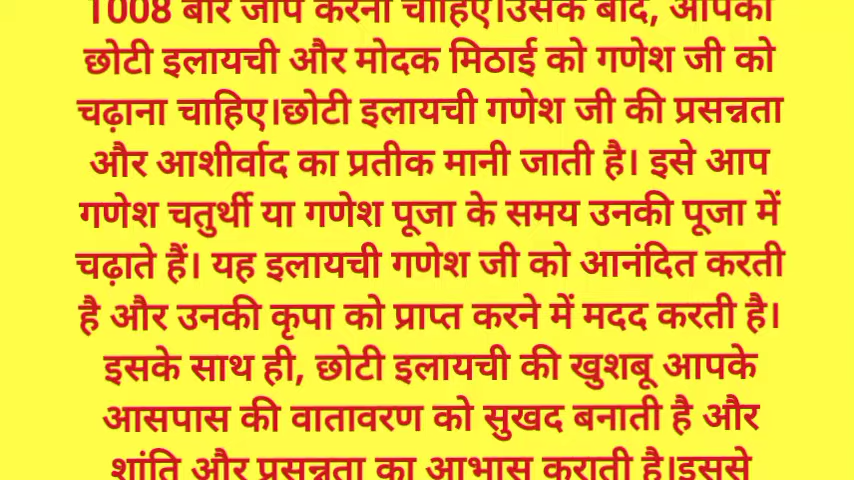 1008 बार जाप करना चाहिए।उसके बाद, आपको
छोटी इलायची और मोदक मिठाई को गणेश जी को
चढ़ाना चाहिए।छोटी इलायची गणेश जी की प्रसन्नता
और आशीर्वाद का प्रतीक मानी जाती है। इसे आप
गणेश चतुर्थी या गणेश पूजा के समय उनकी पूजा में
चढ़ाते हैं। यह इलायची गणेश जी को आनंदित करती
है और उनकी कृपा को प्राप्त करने में मदद करती है।
इसके साथ ही, छोटी इलायची की खुशबू आपके
आसपास की वातावरण को सुखद बनाती है और
शांति और प्रसन्नता का आभास कराती है।इससे